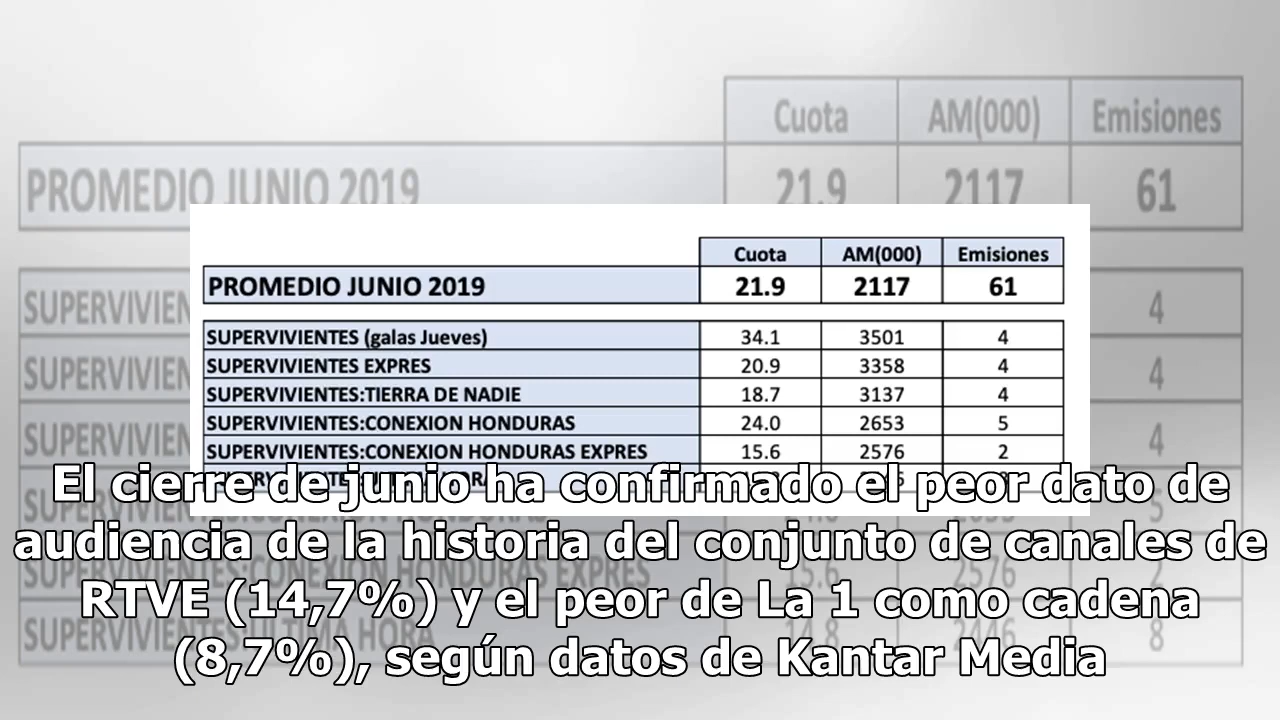 Cuota AM(000) Emisiones
PROMEDIO JUNIO 2019 21.9 2117 61
Cuota AM(000) Emisiones
PROMEDIO JUNIO 2019 21.9 2117 61
SUPERVIVIENTES (galas Jueves) 34.1 3501 4
SUPERVIVIENTES EXPRES 20.9 3358 4
SUPERVIVIENTES:TIERRA DE NADIE 18.7 3137 4
SUPERVIVIENTES:CONEXION HONDURAS 24.0 2653 5
SUPERVIVIENTES:CONEXION HONDURAS EXPRES 15.6 2576 2
El cierre de junio ha confirmado el peor dato de
audiencia de la historia del conjunto de canales de
RTVE (14,7%) y el peor de La 1 como cadena
(8,7%), según datos de Kantar Media